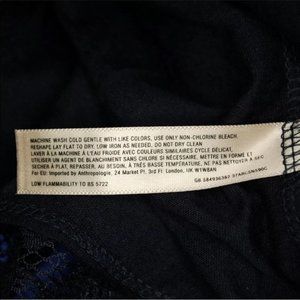 MACHINE WASH COLD GENTLE WITH LIKE COLORS, USE ONLY NON-CHLORINE BLEACH.
RESHAPE LAY FLAT TO DRY. LOW IRON AS NEEDED. DO NOT DRY CLEAN
LAVER À LA MACHINE À L'EAU FROIDE AVEC COULEURS SIMILAIRES CYCLE DÉLICAT,
UTILISER UN AGENT DE BLANCHIMENT SANS CHLORE SI NÉCESSAIRE. METTRE EN FORME ET
SÉCHER À PLAT, REPASSER, AU BESOIN, À TRÈS BASSE TEMPÉRATURE, NE PAS NETTOYER À SEC
For EU: Imported by Anthropologie, 24 Market Pl, 3rd Fl, London, UK W1W8AN
LOW FLAMMABILITY TO BS 5722